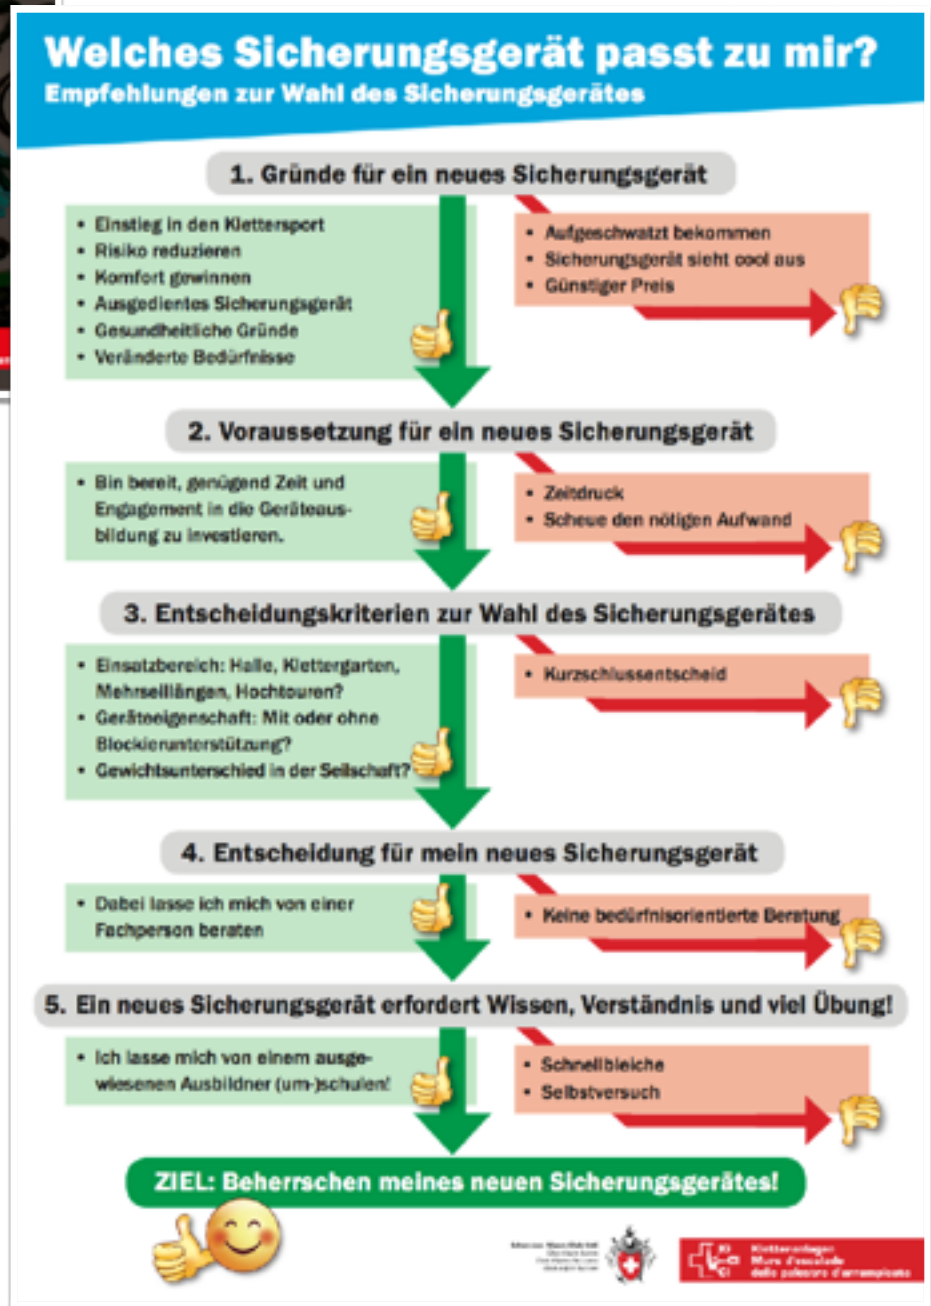 Welches Sicherungsgerät passt zu mir?
Empfehlungen zur Wahl des Sicherungsgerätes
1. Gründe für ein neues Sicherungsgerät
• Einstieg in den Klettersport
• Risiko reduzieren
• Komfort gewinnen
• Ausgedientes Sicherungsgerät
• Gesundheitliche Gründe
• Veränderte Bedürfnisse
• Aufgeschwatzt bekommen
• Sicherungsgerät sieht cool aus
• Günstiger Preis
2. Voraussetzung für ein neues Sicherungsgerät
• Bin bereit, genügend Zeit und
Engagement in die Geräteaus-
bildung zu investieren.
• Zeitdruck
• Scheue den nötigen Aufwand
3. Entscheidungskriterien zur Wahl des Sicherungsgerätes
• Einsatzbereich: Halle, Klettergarten,
Mehrseillängen, Hochtouren?
• Geräteeigenschaft: Mit oder ohne
Blockierunterstützung?
• Gewichtsunterschied in der Seilschaft?
• Kurzschlussentscheid
4. Entscheidung für mein neues Sicherungsgerät
• Dabei lasse ich mich von einer
Fachperson beraten
• Keine bedürfnisorientierte Beratung
5. Ein neues Sicherungsgerät erfordert Wissen, Verständnis und viel Übung!
• Ich lasse mich von einem ausge-
wiesenen Ausbildner (um-)schulen!
• Schnellbleiche
• Selbstversuch
ZIEL: Beherrschen meines neuen Sicherungsgerätes!
Kletteranlagen
Murs d'escalade
delle palestre d'arrampicata